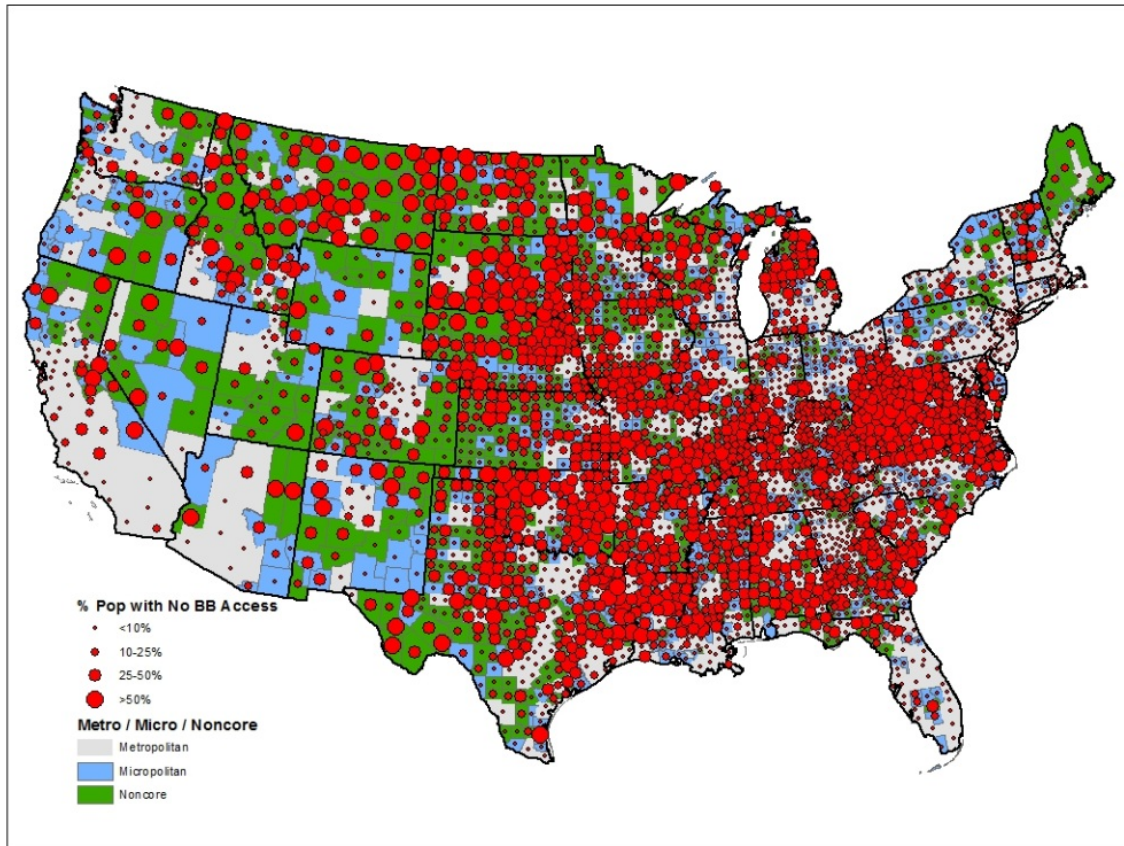 % Pop with No BB Access
<10%
10-25%
25-50%
>50%
Metro / Micro / Noncore
Metropolitan
Micropolitan
Noncore